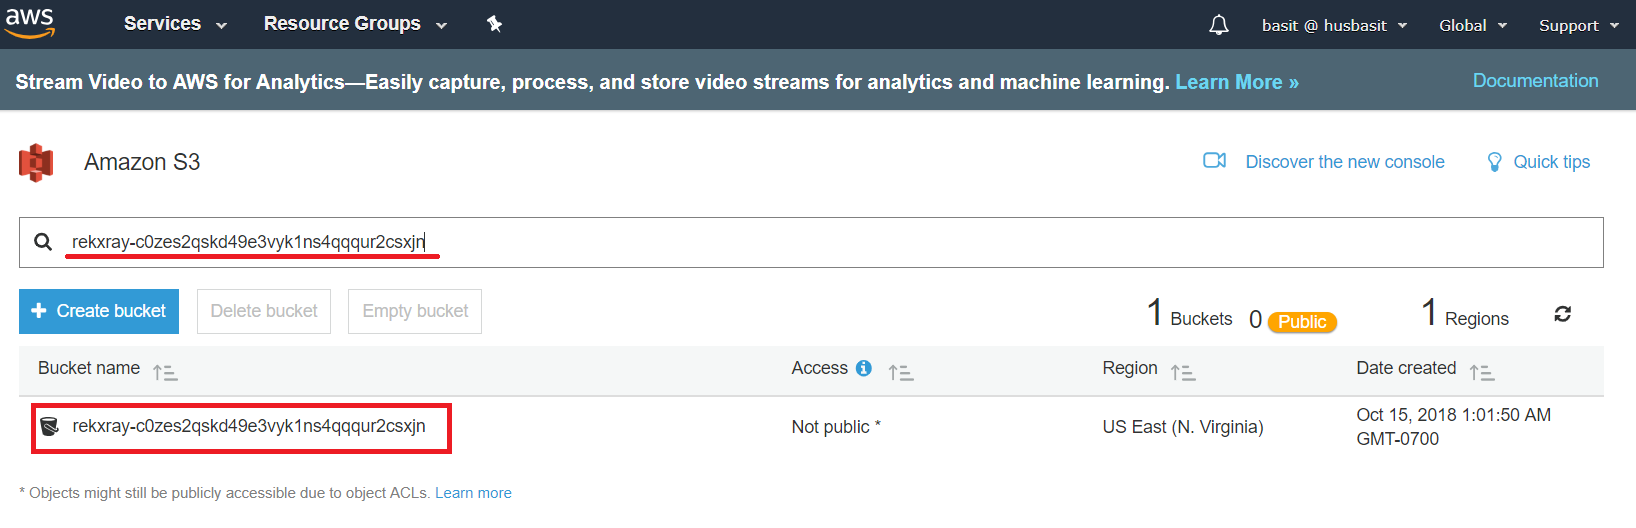 aws Services Resource Groups basit @ husbasit Global Support
Stream Video to AWS for Analytics—Easily capture, process, and store video streams for analytics and machine learning. Learn More » Documentation
Amazon S3 Discover the new console Quick tips
rekxray-c0zes2qskd49e3vyk1ns4qqqur2csxjn
+ Create bucket Delete bucket Empty bucket 1 Buckets 0 Public 1 Regions
Bucket name Access i Region Date created
rekxray-c0zes2qskd49e3vyk1ns4qqqur2csxjn Not public * US East (N. Virginia) Oct 15, 2018 1:01:50 AM
GMT-0700
* Objects might still be publicly accessible due to object ACLs. Learn more